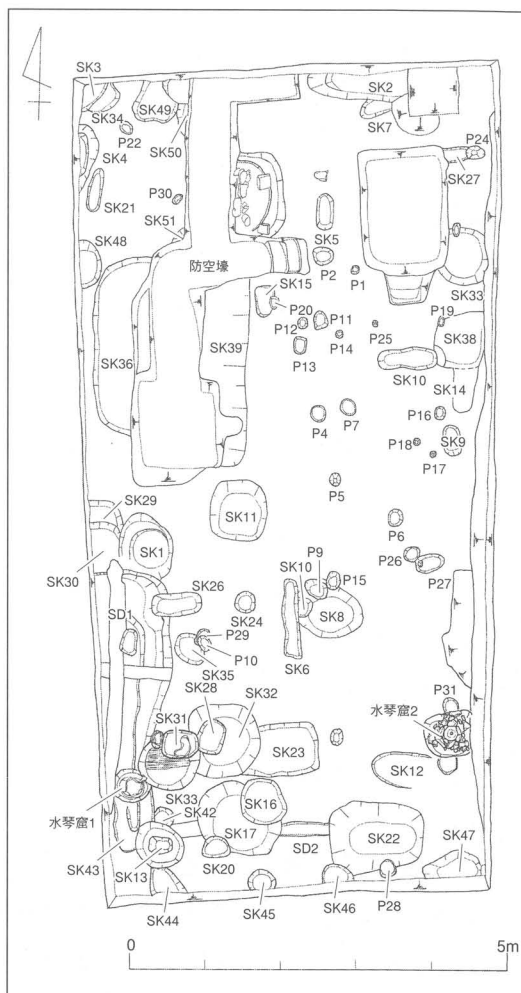 SK3
SK49
SK2
SK34
SK7
P22
P24
SK4
SK50
SK27
SK21
P30
SK51
SK5
SK48
P2
防空壕
SK15
P1
SK33
P20
P11
P12
P19
P14
P25
SK38
SK36
SK39
P13
SK10
SK14
P4
P7
P16
P18
SK9
P17
P5
SK29
SK11
P6
SK1
SK30
P26
P27
SK10
P9
P15
SK26
SD1
SK24
SK8
P29
P10
SK6
SK35
SK28
SK32
P31
水琴窟2
SK31
SK23
SK12
SK33
SK16
水琴窟1
SK42
SK17
SK22
SK47
SK43
SK13
SK20
SD2
SK44
SK45
SK46
P28
0
5m